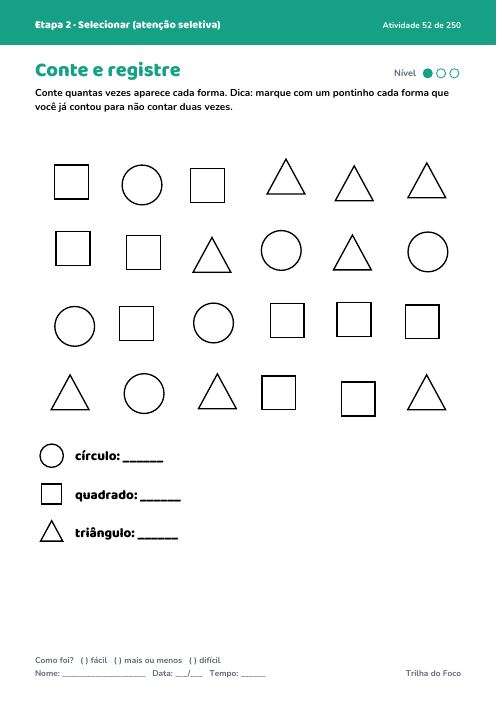 Etapa 2 · Selecionar (atenção seletiva)
Atividade 52 de 250
Conte e registre
Nível
Conte quantas vezes aparece cada forma. Dica: marque com um pontinho cada forma que
você já contou para não contar duas vezes.
círculo: ______
quadrado: ______
triângulo: ______
Como foi? ( ) fácil ( ) mais ou menos ( ) difícil
Nome: ____________________ Data: ___/___ Tempo: ______
Trilha do Foco